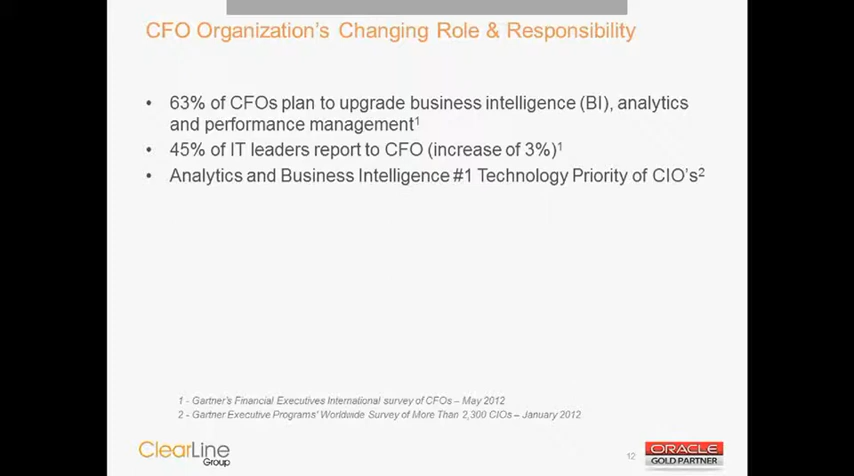 CFO Organization's Changing Role & Responsibility
• 63% of CFOs plan to upgrade business intelligence (BI), analytics
and performance management¹
• 45% of IT leaders report to CFO (increase of 3%)¹
• Analytics and Business Intelligence #1 Technology Priority of CIO's²
1 - Gartner's Financial Executives International survey of CFOs – May 2012
2 - Gartner Executive Programs' Worldwide Survey of More Than 2,300 CIOs – January 2012
ClearLine
Group
12
ORACLE
GOLD PARTNER